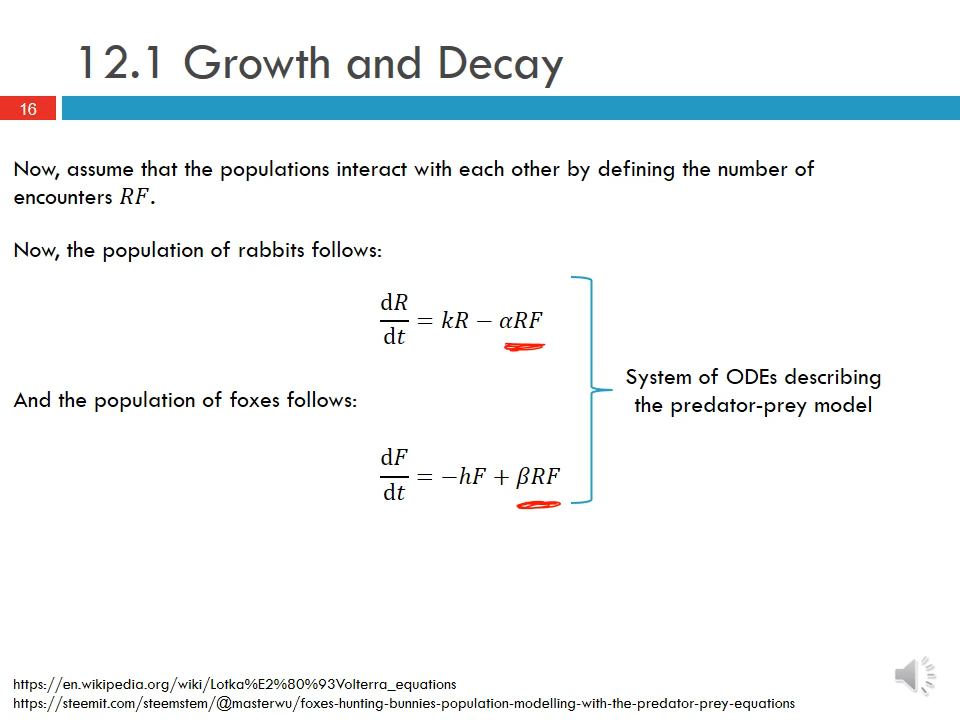 12.1 Growth and Decay
16
Now, assume that the populations interact with each other by defining the number of
encounters RF.
Now, the population of rabbits follows:
dR/dt = kR − αRF
And the population of foxes follows:
dF/dt = −hF + βRF
System of ODEs describing
the predator-prey model
https://en.wikipedia.org/wiki/Lotka%E2%80%93Volterra_equations
https://steemit.com/steemstem/@masterwu/foxes-hunting-bunnies-population-modelling-with-the-predator-prey-equations